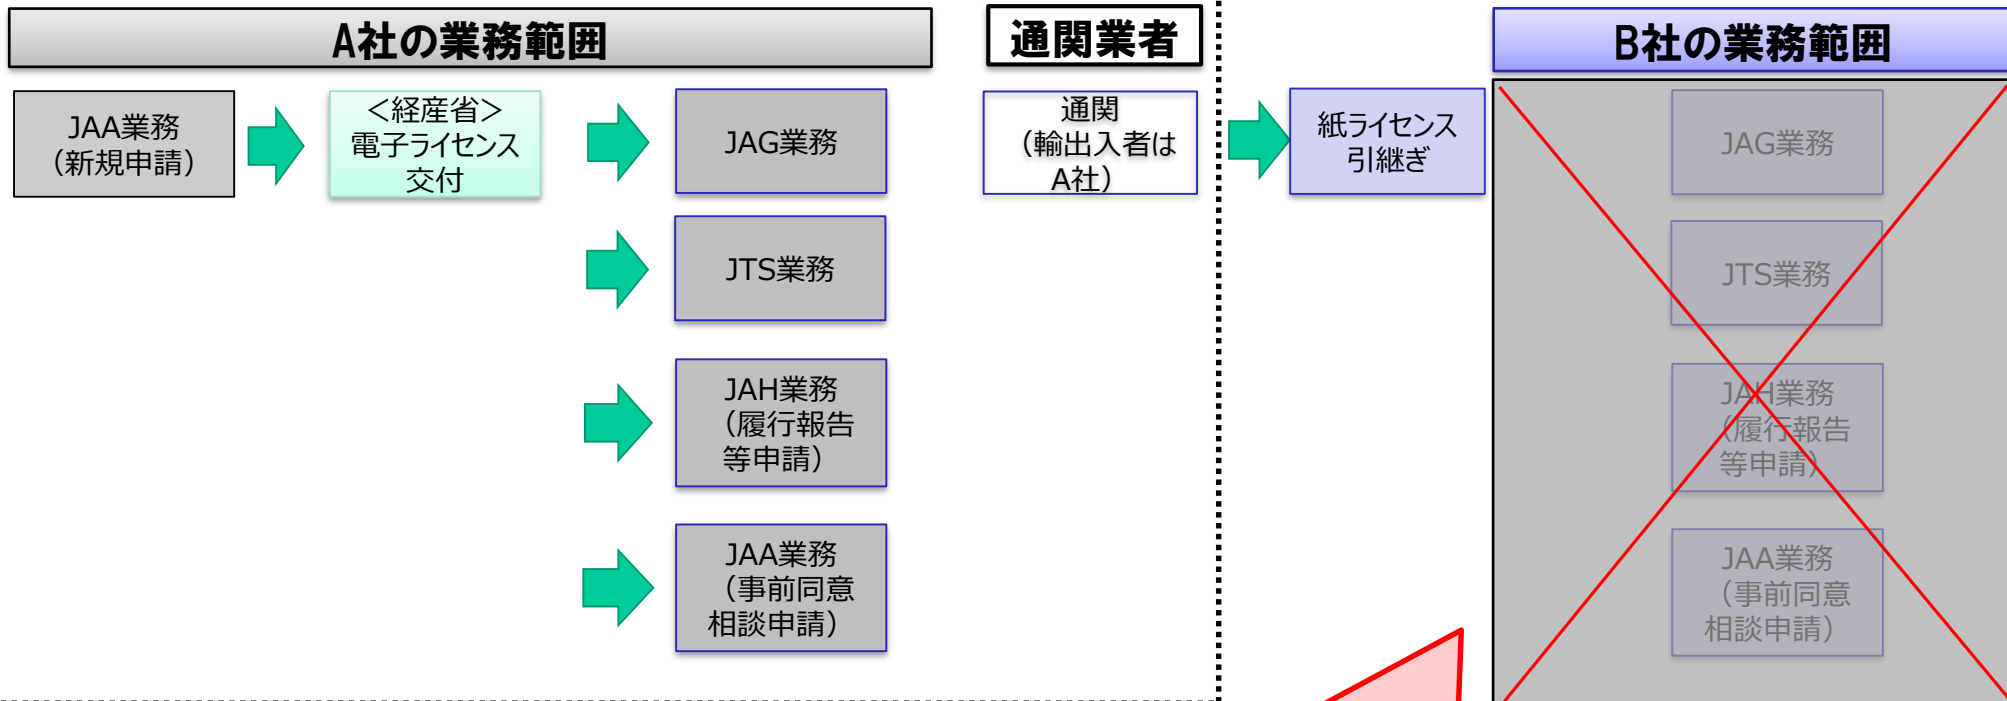 A社の業務範囲
通関業者
B社の業務範囲
JAA業務
（新規申請）
＜経産省＞
電子ライセンス
交付
JAG業務
通関
（輸出入者は
A社）
紙ライセンス
引継ぎ
JAG業務
JTS業務
JTS業務
JAH業務
（履行報告
等申請）
JAH業務
（履行報告
等申請）
JAA業務
（事前同意
相談申請）
JAA業務
（事前同意
相談申請）